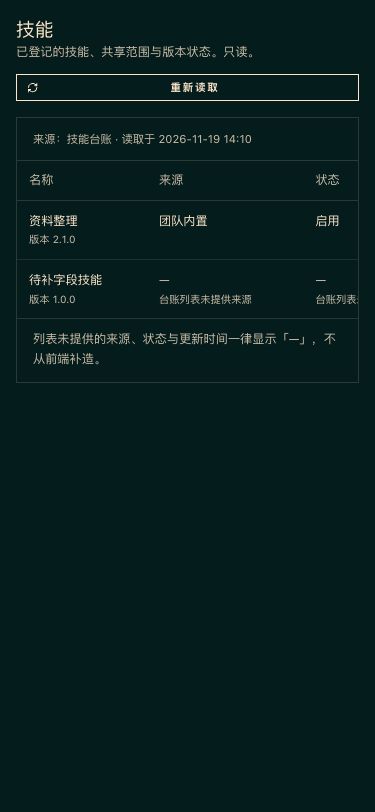 技能
已登记的技能、共享范围与版本状态。只读。
重新读取
来源：技能台账 · 读取于 2026-11-19 14:10
名称 来源 状态
资料整理 团队内置 启用
版本 2.1.0
待补字段技能 — —
版本 1.0.0 台账列表未提供来源 台账列表
列表未提供的来源、状态与更新时间一律显示「—」，不
从前端补造。